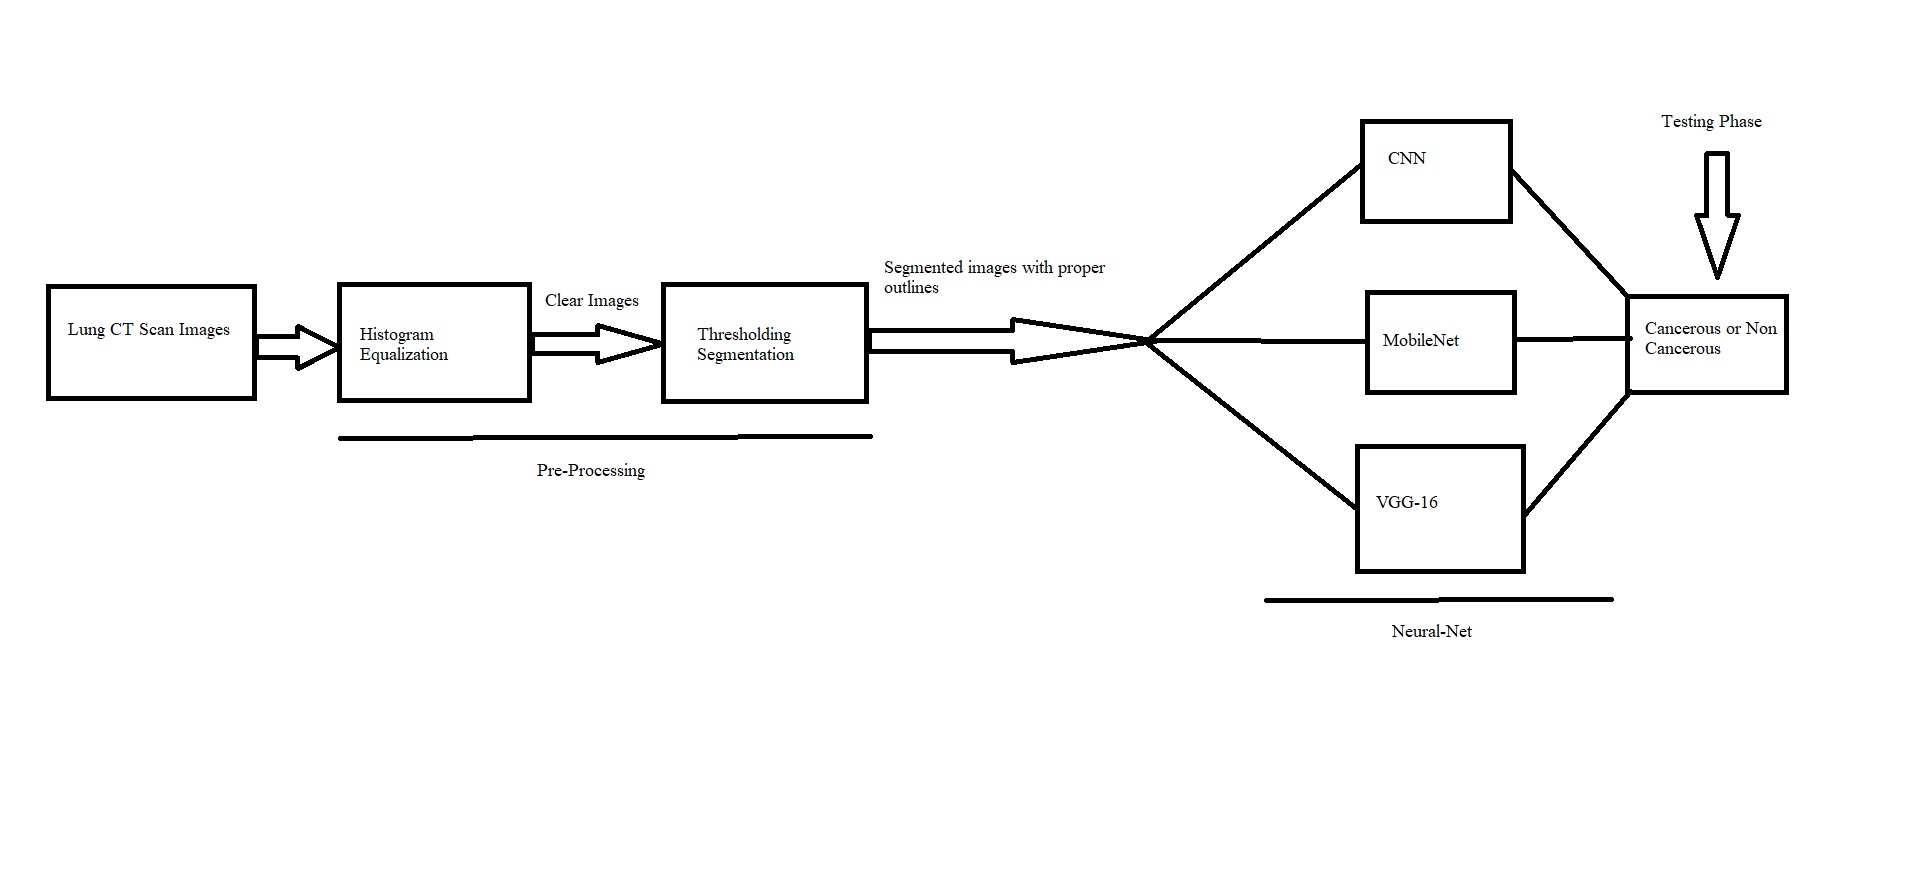 Lung CT Scan Images
Histogram
Equalization
Clear Images
Thresholding
Segmentation
Pre-Processing
Segmented images with proper
outlines
CNN
MobileNet
VGG-16
Neural-Net
Testing Phase
Cancerous or Non
Cancerous